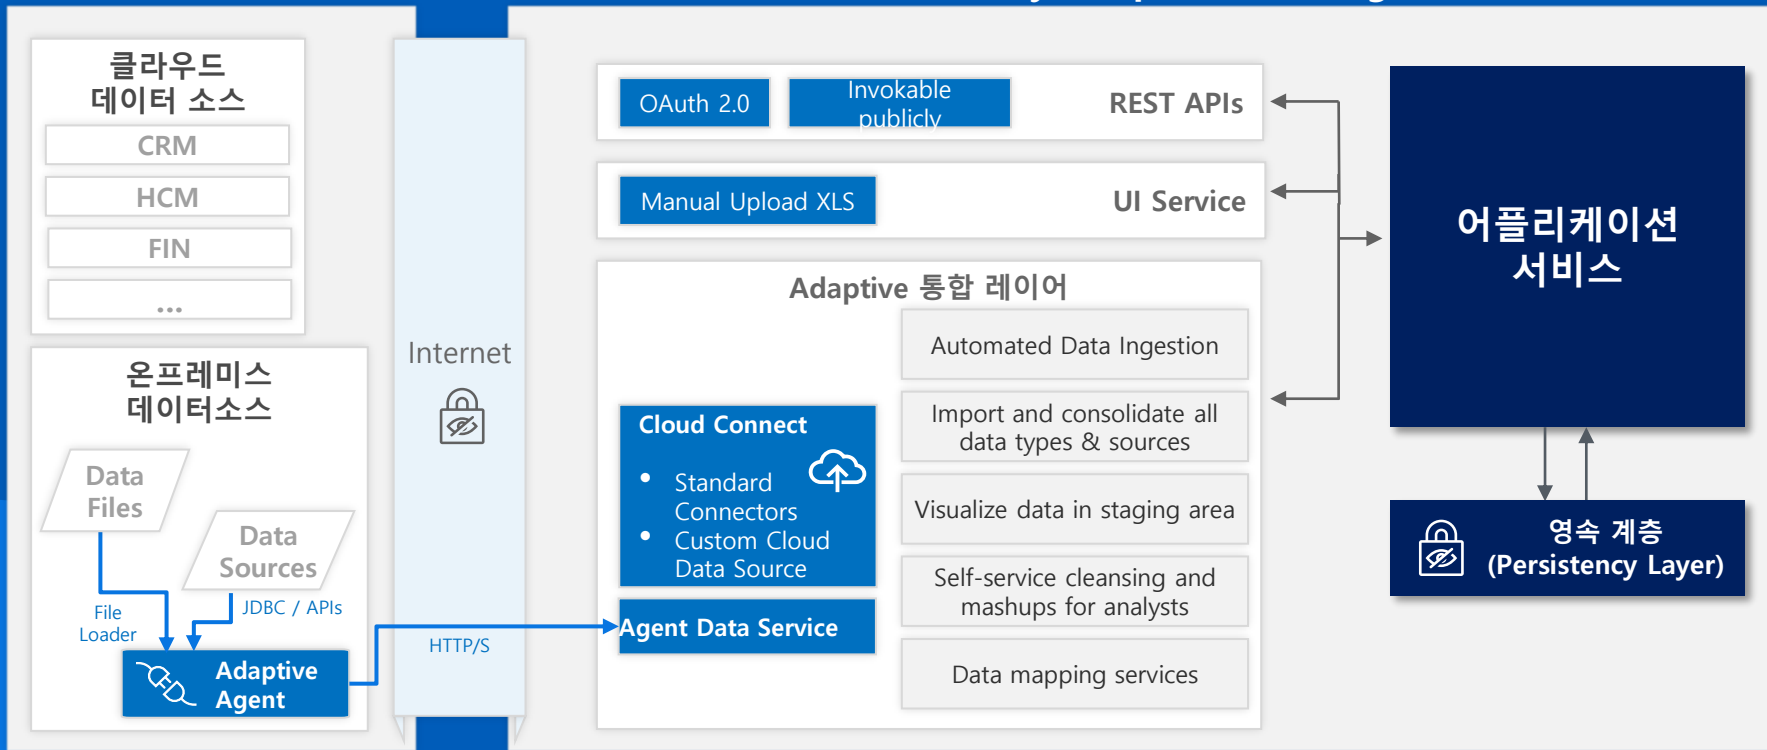 클라우드
데이터 소스
CRM
HCM
FIN
...
온프레미스
데이터소스
Data
Files
Data
Sources
File
Loader
JDBC / APIs
Adaptive
Agent
Internet
HTTP/S
OAuth 2.0
Invokable
publicly
REST APIs
Manual Upload XLS
UI Service
Adaptive 통합 레이어
Cloud Connect
• Standard
Connectors
• Custom Cloud
Data Source
Agent Data Service
Automated Data Ingestion
Import and consolidate all
data types & sources
Visualize data in staging area
Self-service cleansing and
mashups for analysts
Data mapping services
어플리케이션
서비스
영속 계층
(Persistency Layer)